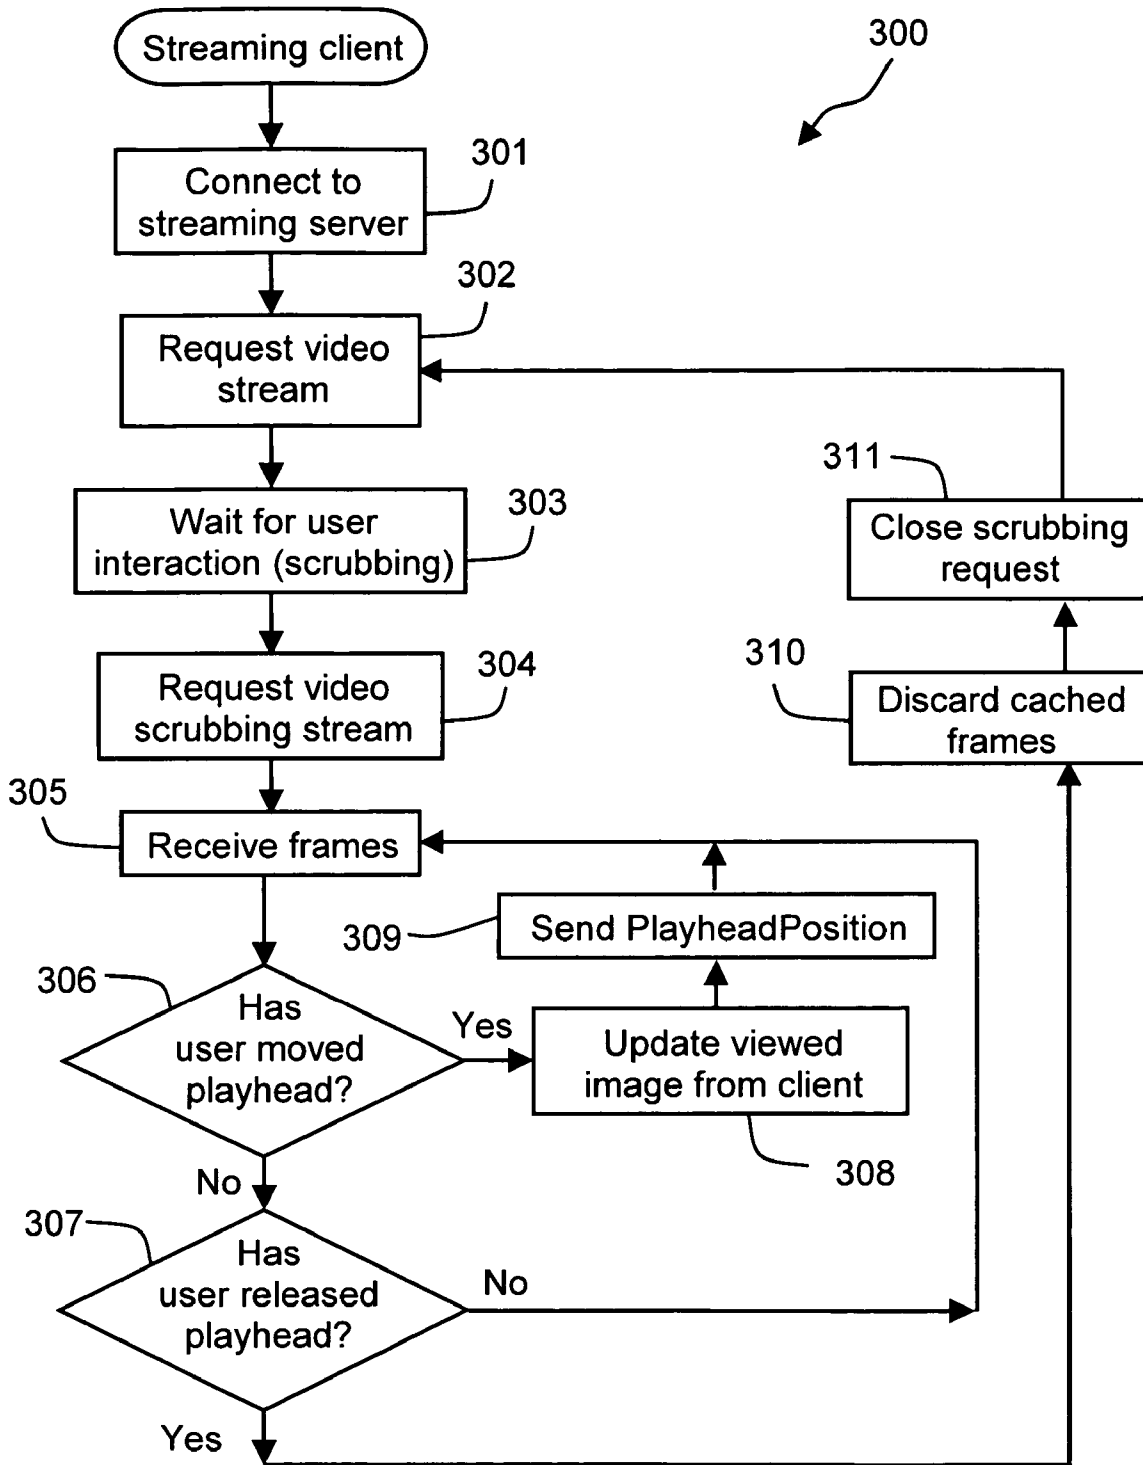 Streaming client
300
301
Connect to
streaming server
302
Request video
stream
311
303
Wait for user
interaction (scrubbing)
Close scrubbing
request
310
304
Request video
scrubbing stream
Discard cached
frames
305
Receive frames
309
Send PlayheadPosition
306
Has
user moved
playhead?
Yes
Update viewed
image from client
308
No
307
Has
user released
playhead?
No
Yes